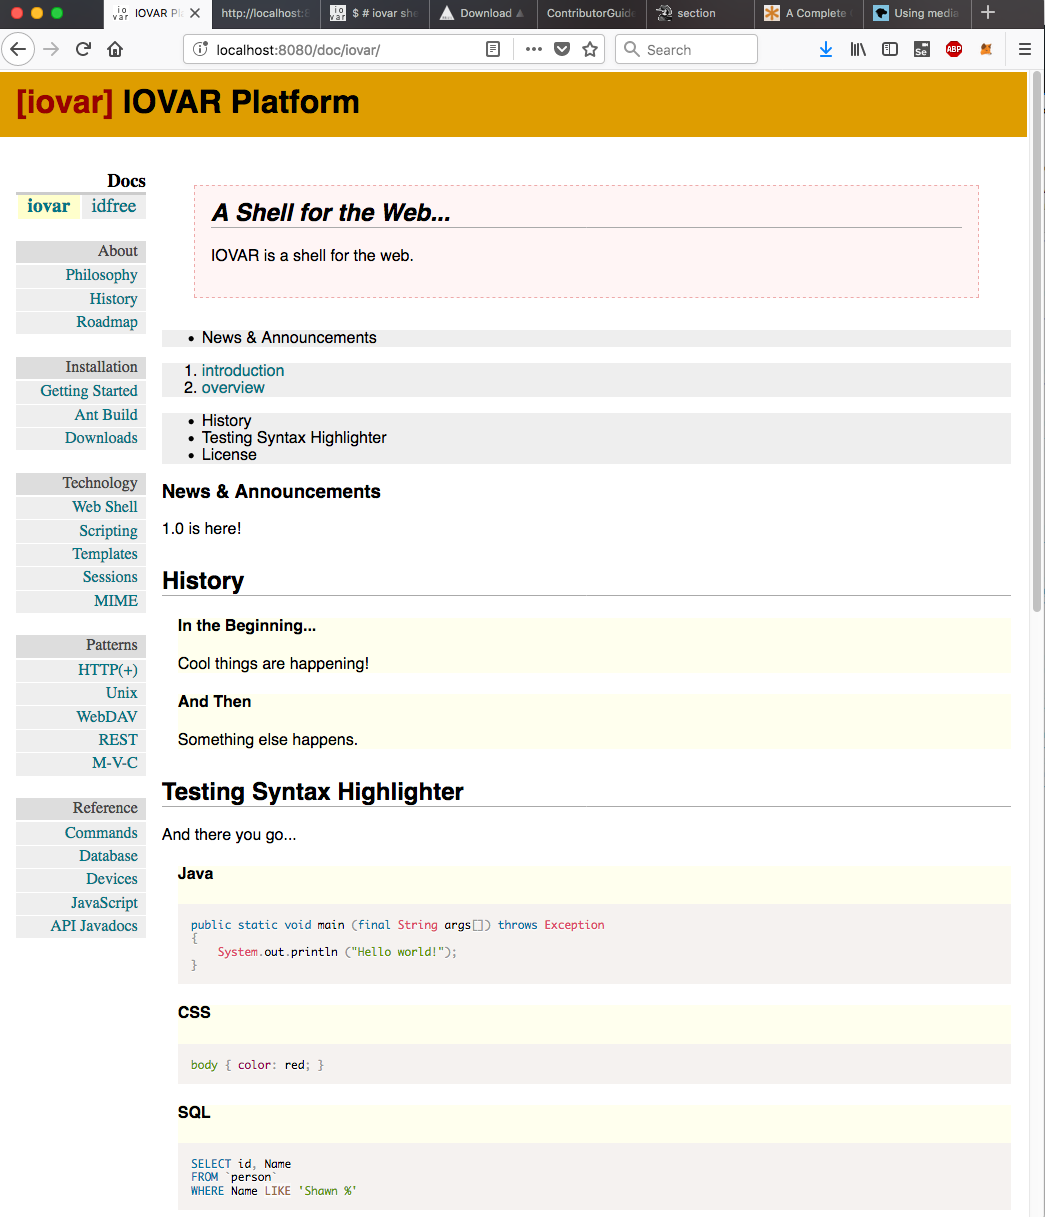 IOVAR Pl
http://localhost:8
$ # iovar she
Download
ContributorGuide
section
A Complete
Using media
localhost:8080/doc/iovar/
Search
[iovar] IOVAR Platform
Docs
iovar idfree
About
Philosophy
History
Roadmap
Installation
Getting Started
Ant Build
Downloads
Technology
Web Shell
Scripting
Templates
Sessions
MIME
Patterns
HTTP(+)
Unix
WebDAV
REST
M-V-C
Reference
Commands
Database
Devices
JavaScript
API Javadocs
A Shell for the Web...
IOVAR is a shell for the web.
• News & Announcements
1. introduction
2. overview
• History
• Testing Syntax Highlighter
• License
News & Announcements
1.0 is here!
History
In the Beginning...
Cool things are happening!
And Then
Something else happens.
Testing Syntax Highlighter
And there you go...
Java
public static void main (final String args[]) throws Exception
{
System.out.println ("Hello world!");
}
CSS
body { color: red; }
SQL
SELECT id, Name
FROM `person`
WHERE Name LIKE 'Shawn %'